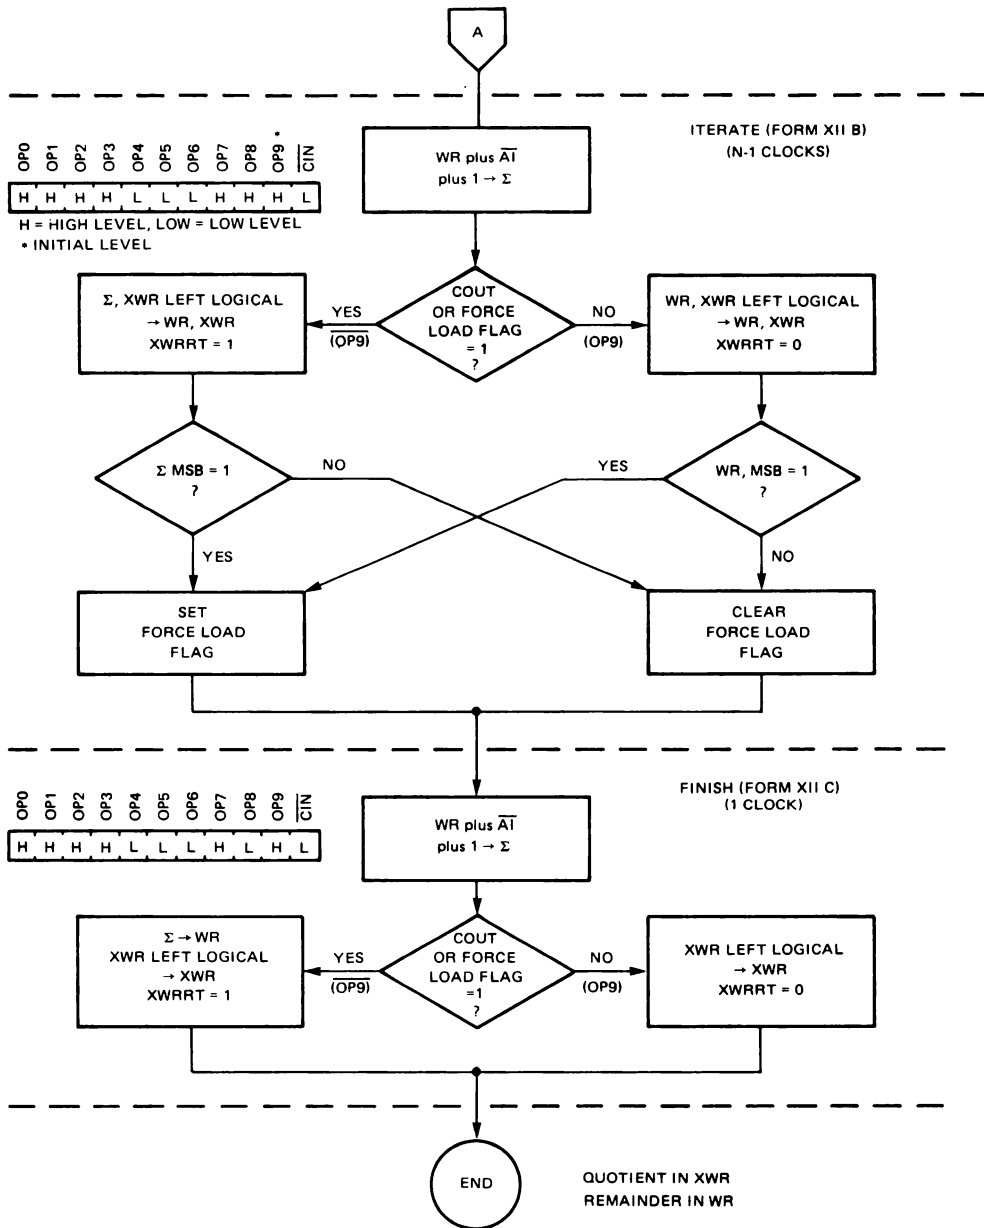 A
ITERATE (FORM XII B)
(N-1 CLOCKS)
OP0 OP1 OP2 OP3 OP4 OP5 OP6 OP7 OP8 OP9 * C̅I̅N̅
H H H H L L L H H H L
H = HIGH LEVEL, LOW = LOW LEVEL
* INITIAL LEVEL
WR plus A̅I̅
plus 1 → Σ
Σ, XWR LEFT LOGICAL
→ WR, XWR
XWRRT = 1
YES
(O̅P̅9̅)
COUT
OR FORCE
LOAD FLAG
= 1
?
NO
(OP9)
WR, XWR LEFT LOGICAL
→ WR, XWR
XWRRT = 0
Σ MSB = 1
?
NO
YES
YES
WR, MSB = 1
?
NO
SET
FORCE LOAD
FLAG
CLEAR
FORCE LOAD
FLAG
FINISH (FORM XII C)
(1 CLOCK)
OP0 OP1 OP2 OP3 OP4 OP5 OP6 OP7 OP8 OP9 C̅I̅N̅
H H H H L L L H L H L
WR plus A̅I̅
plus 1 → Σ
Σ → WR
XWR LEFT LOGICAL
→ XWR
XWRRT = 1
YES
(O̅P̅9̅)
COUT
OR FORCE
LOAD FLAG
=1
?
NO
(OP9)
XWR LEFT LOGICAL
→ XWR
XWRRT = 0
END
QUOTIENT IN XWR
REMAINDER IN WR